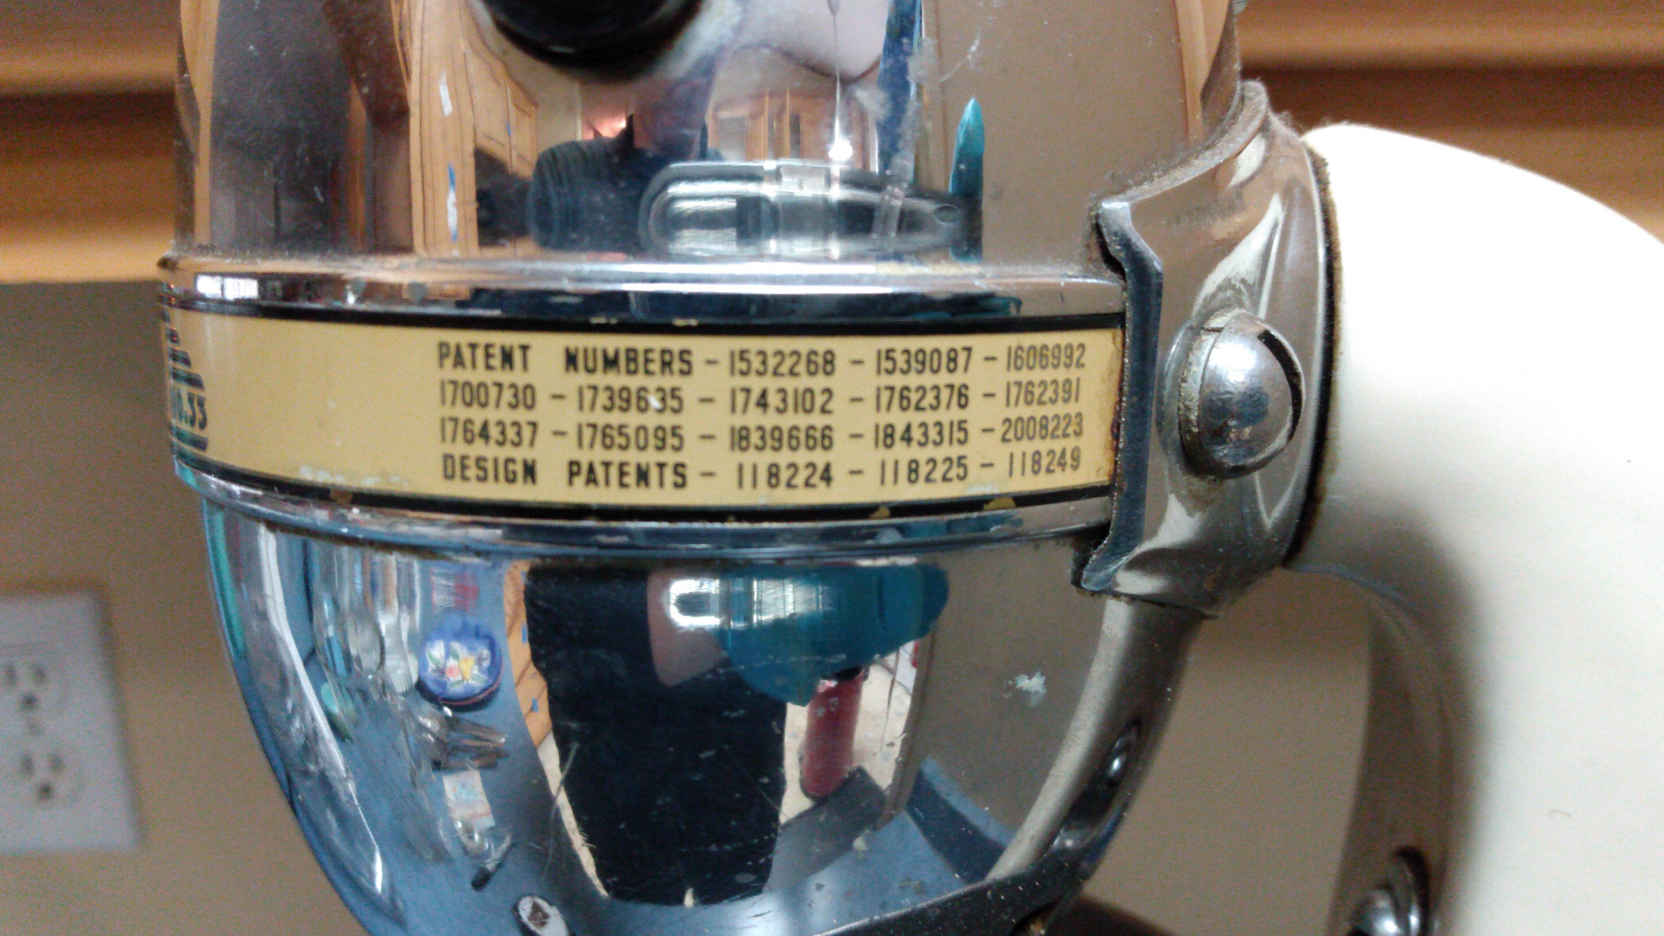 PATENT NUMBERS - 1532268 - 1539087 - 1606992
1700730 - 1739635 - 1743102 - 1762376 - 1762391
1764337 - 1765095 - 1839666 - 1843315 - 2008223
DESIGN PATENTS - 118224 - 118225 - 118249